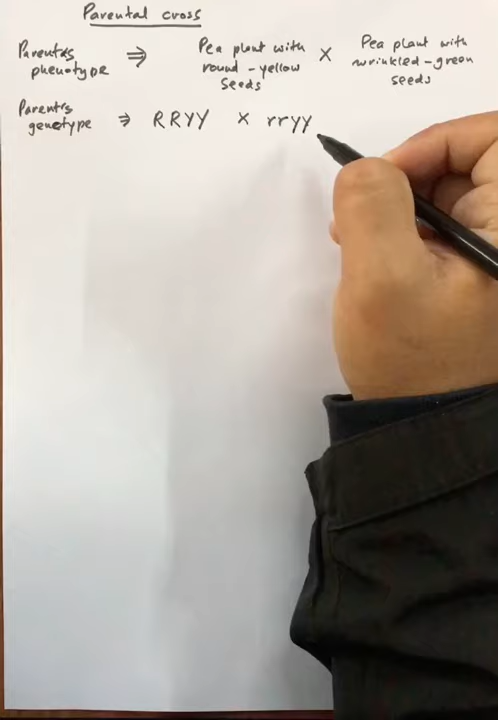 Parental cross
Parent's phenotype ⇒ Pea plant with round-yellow seeds × Pea plant with wrinkled-green seeds
Parent's genotype ⇒ RRYY × rryy